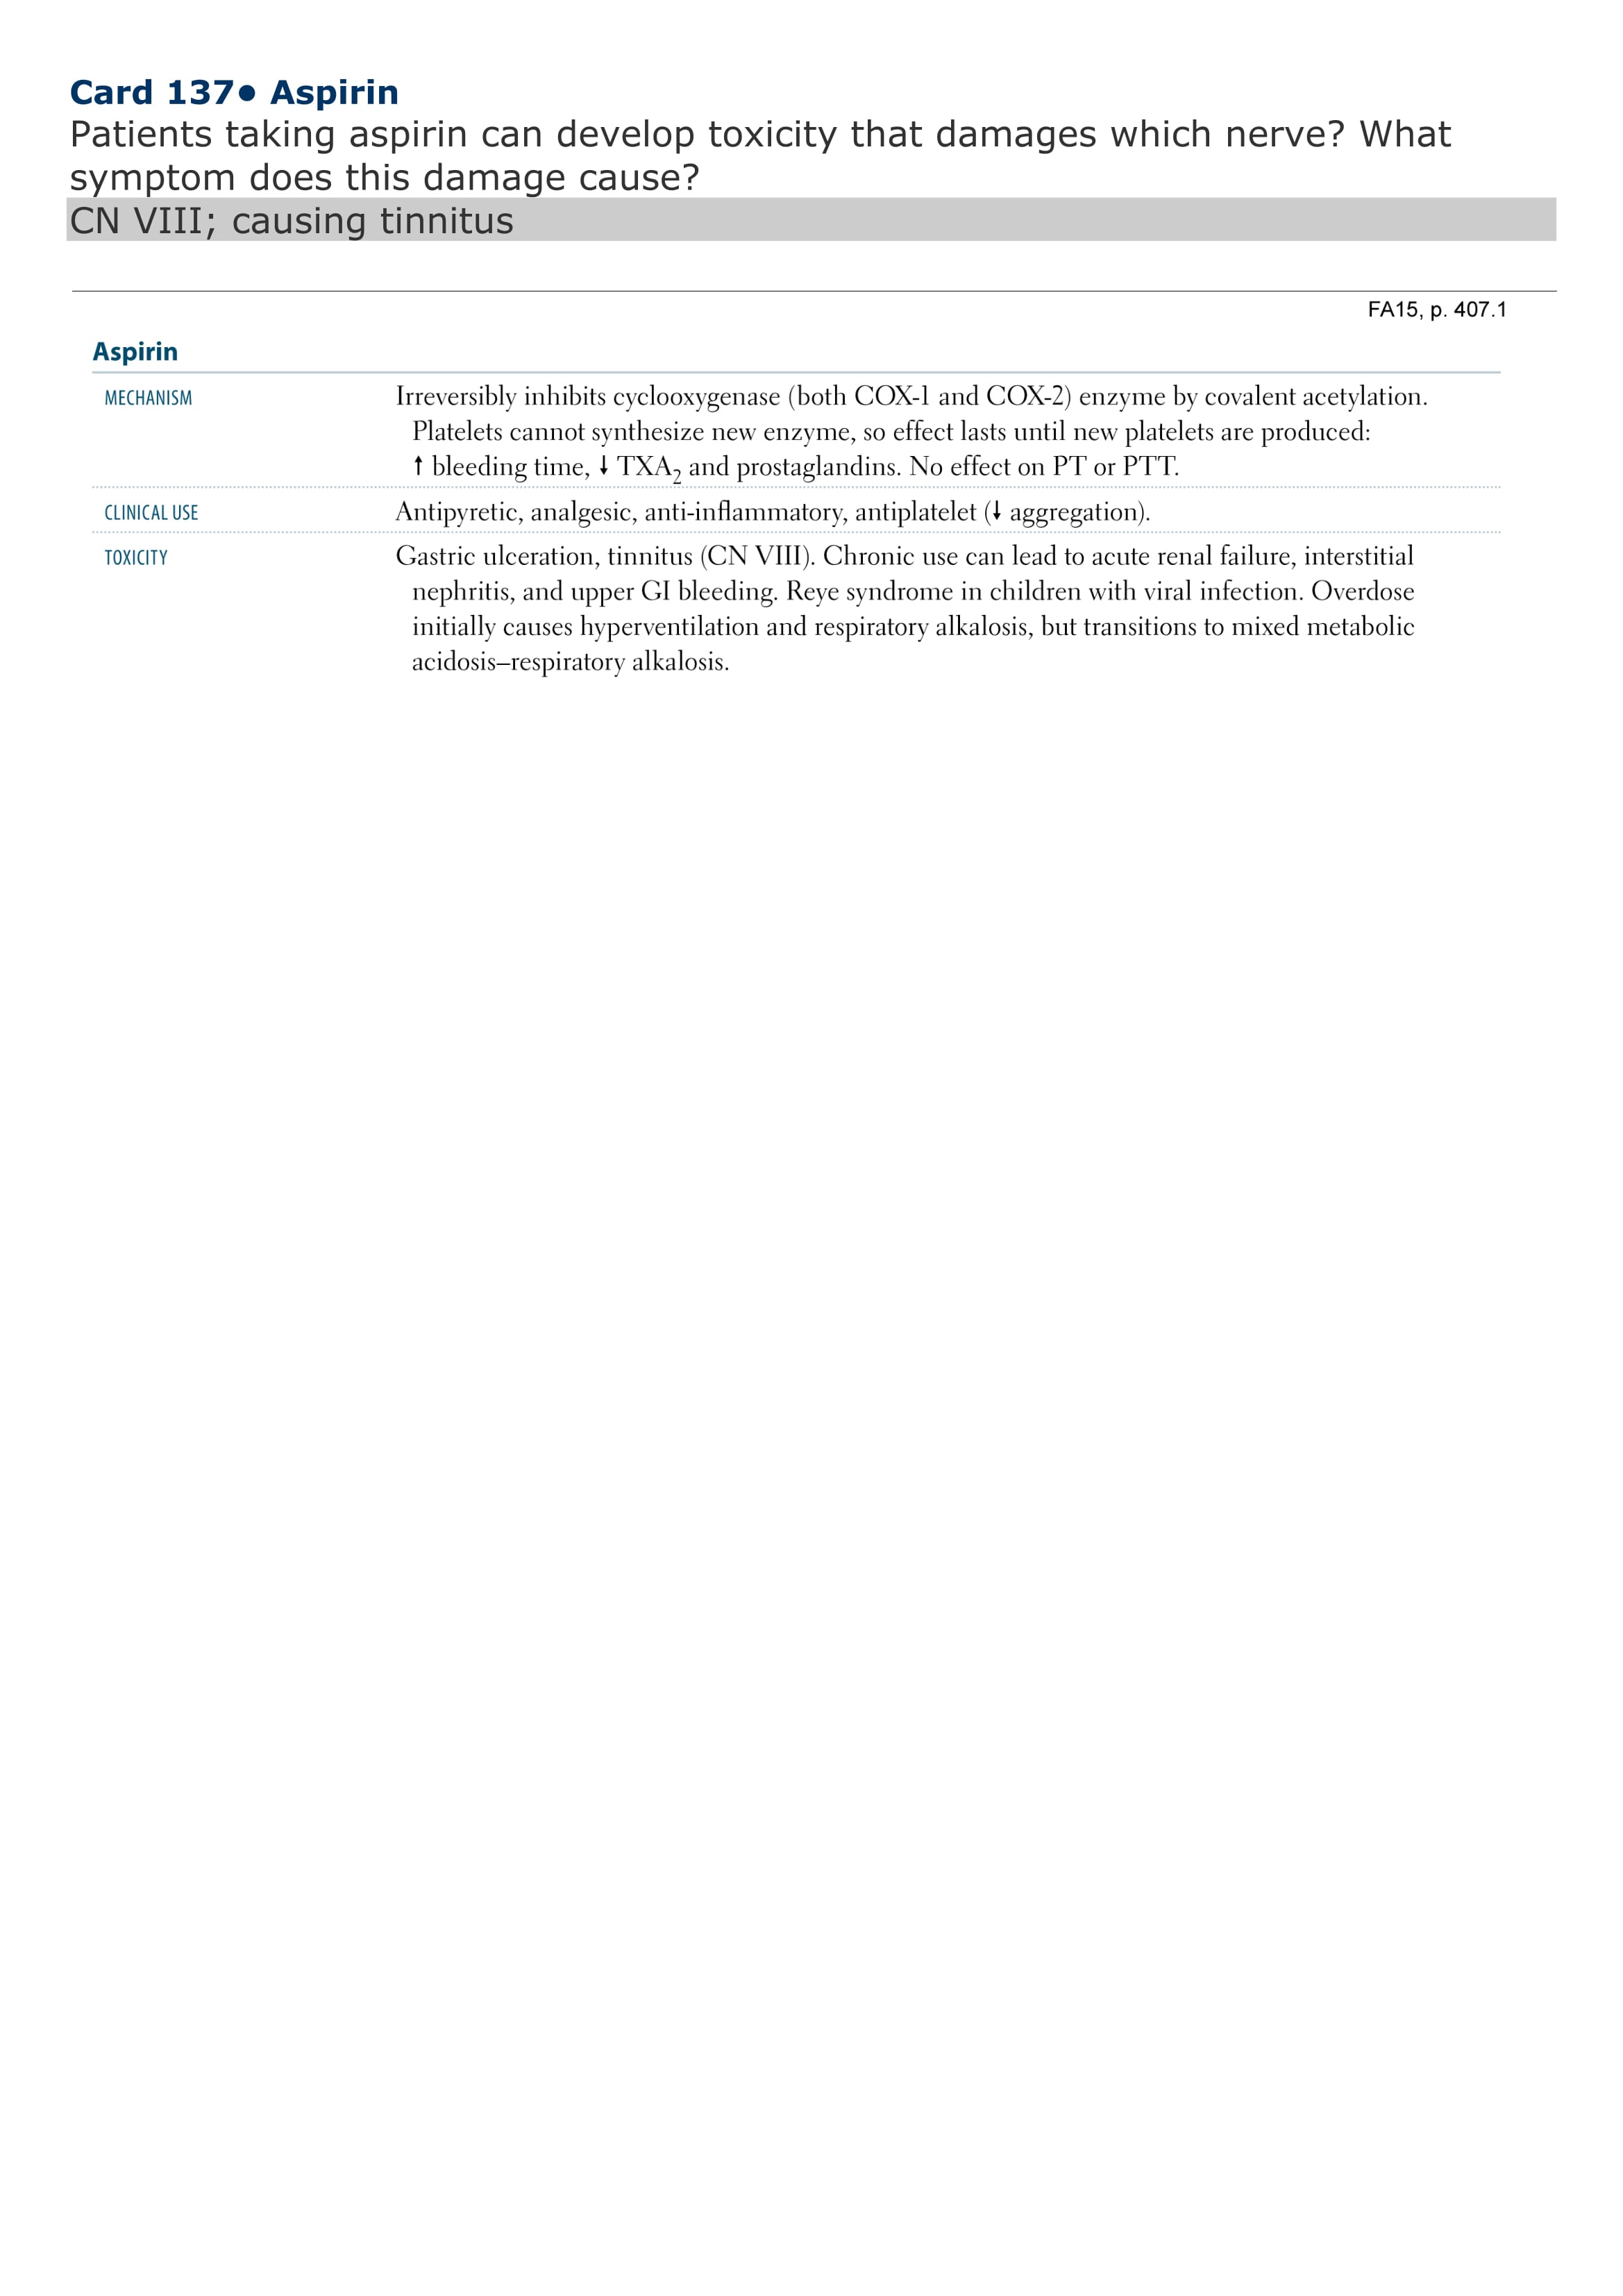 Card 137• Aspirin
Patients taking aspirin can develop toxicity that damages which nerve? What
symptom does this damage cause?
CN VIII; causing tinnitus
FA15, p. 407.1
Aspirin
MECHANISM Irreversibly inhibits cyclooxygenase (both COX-1 and COX-2) enzyme by covalent acetylation.
Platelets cannot synthesize new enzyme, so effect lasts until new platelets are produced:
↑ bleeding time, ↓ TXA₂ and prostaglandins. No effect on PT or PTT.
CLINICAL USE Antipyretic, analgesic, anti-inflammatory, antiplatelet (↓ aggregation).
TOXICITY Gastric ulceration, tinnitus (CN VIII). Chronic use can lead to acute renal failure, interstitial
nephritis, and upper GI bleeding. Reye syndrome in children with viral infection. Overdose
initially causes hyperventilation and respiratory alkalosis, but transitions to mixed metabolic
acidosis–respiratory alkalosis.